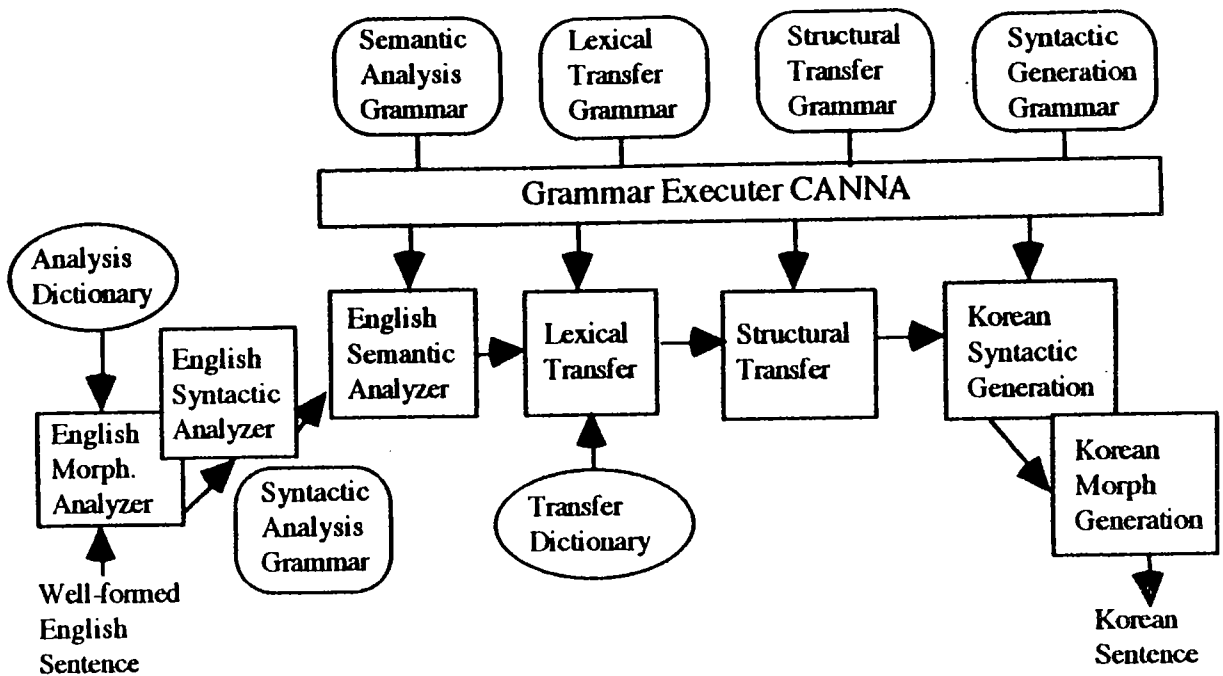 Semantic
Analysis
Grammar
Lexical
Transfer
Grammar
Structural
Transfer
Grammar
Syntactic
Generation
Grammar
Grammar Executer CANNA
Analysis
Dictionary
English
Morph.
Analyzer
English
Syntactic
Analyzer
English
Semantic
Analyzer
Lexical
Transfer
Structural
Transfer
Korean
Syntactic
Generation
Korean
Morph
Generation
Syntactic
Analysis
Grammar
Transfer
Dictionary
Well-formed
English
Sentence
Korean
Sentence